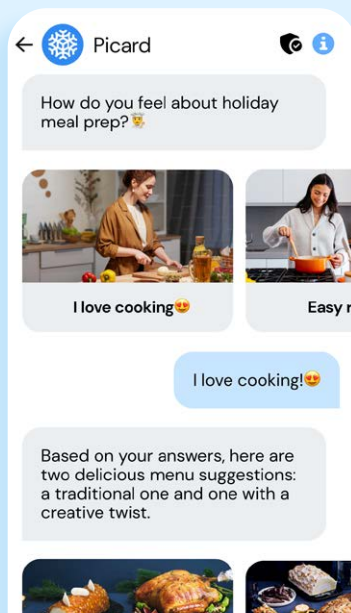 Picard
How do you feel about holiday
meal prep?
I love cooking😍
Easy
I love cooking!😍
Based on your answers, here are
two delicious menu suggestions:
a traditional one and one with a
creative twist.